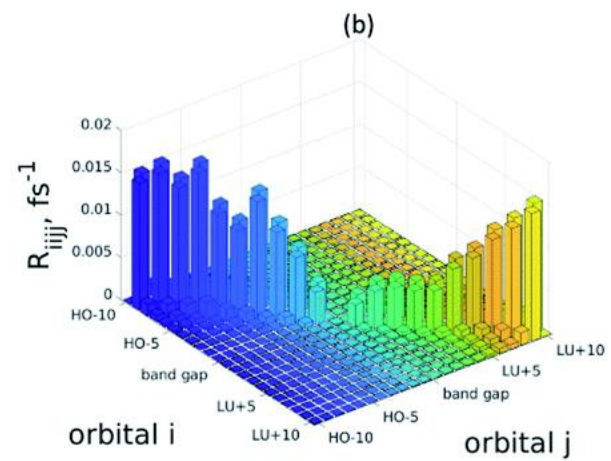 (b)
0.02
0.015
0.01
0.005
0
R_iijj, fs^-1
HO-10
HO-5
band gap
LU+5
LU+10
orbital i
HO-10
HO-5
band gap
LU+5
LU+10
orbital j